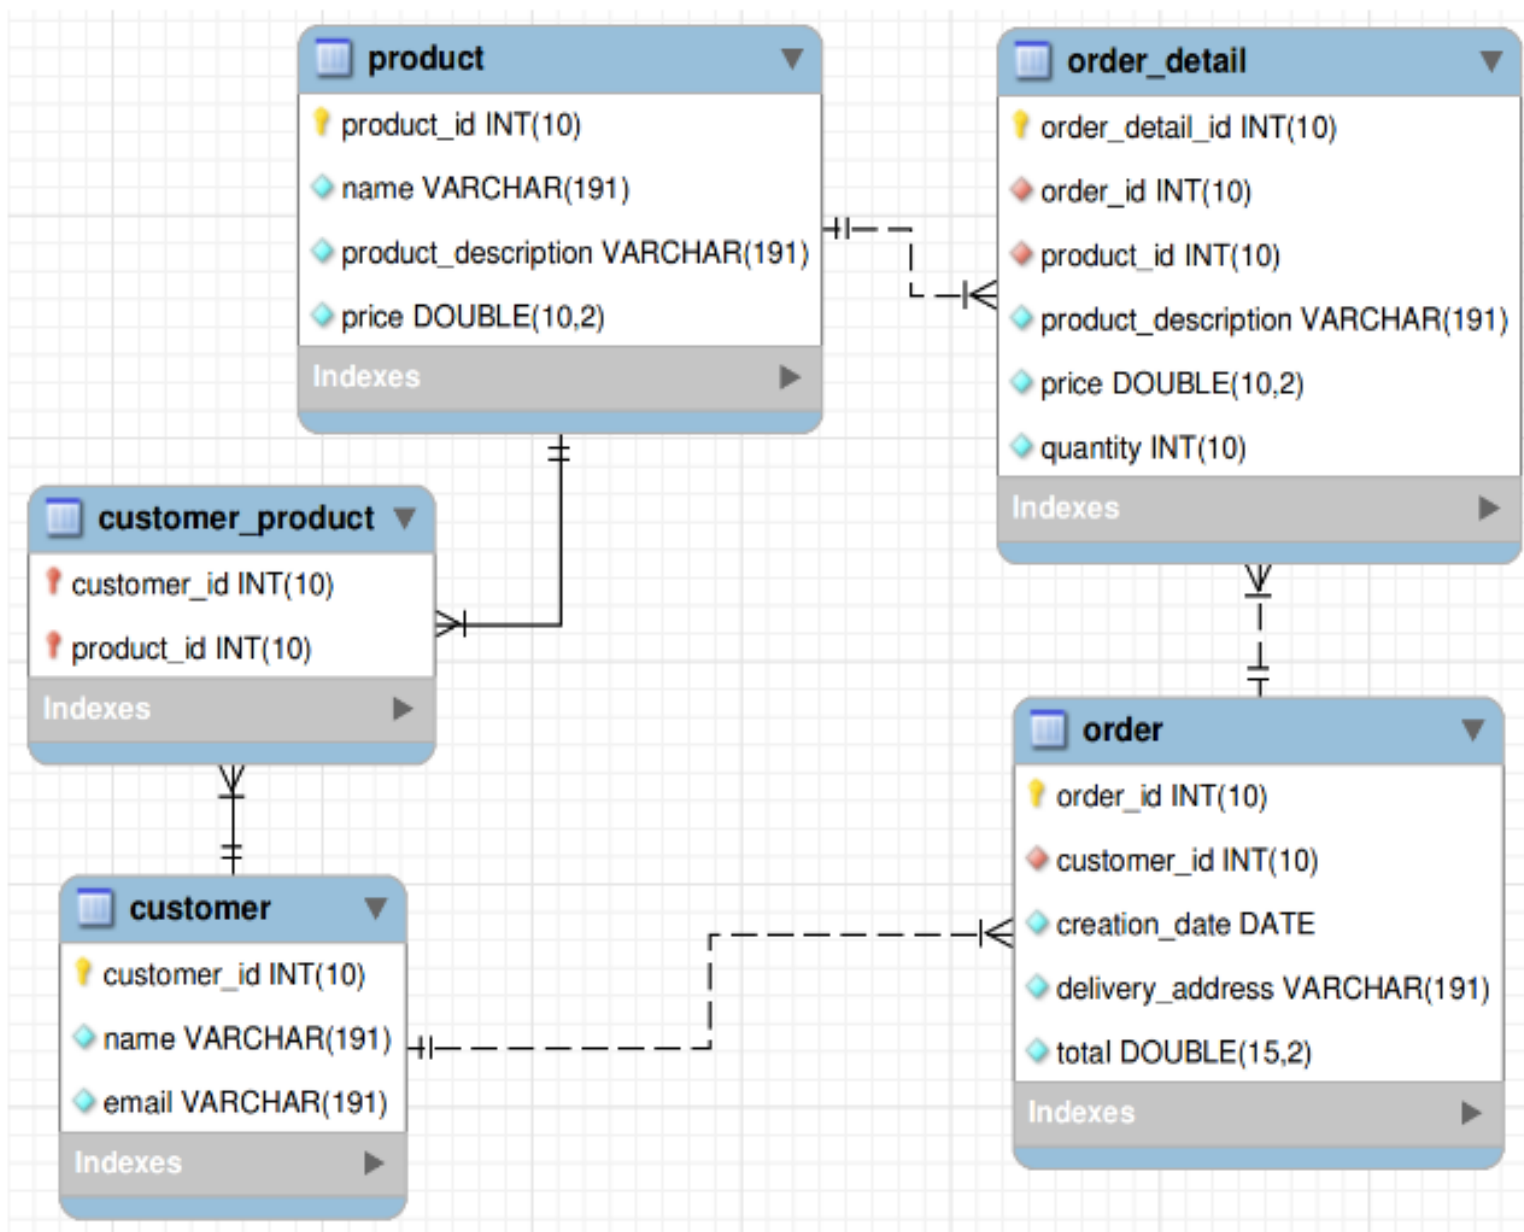 product
product_id INT(10)
name VARCHAR(191)
product_description VARCHAR(191)
price DOUBLE(10,2)
Indexes
order_detail
order_detail_id INT(10)
order_id INT(10)
product_id INT(10)
product_description VARCHAR(191)
price DOUBLE(10,2)
quantity INT(10)
Indexes
customer_product
customer_id INT(10)
product_id INT(10)
Indexes
order
order_id INT(10)
customer_id INT(10)
creation_date DATE
delivery_address VARCHAR(191)
total DOUBLE(15,2)
Indexes
customer
customer_id INT(10)
name VARCHAR(191)
email VARCHAR(191)
Indexes